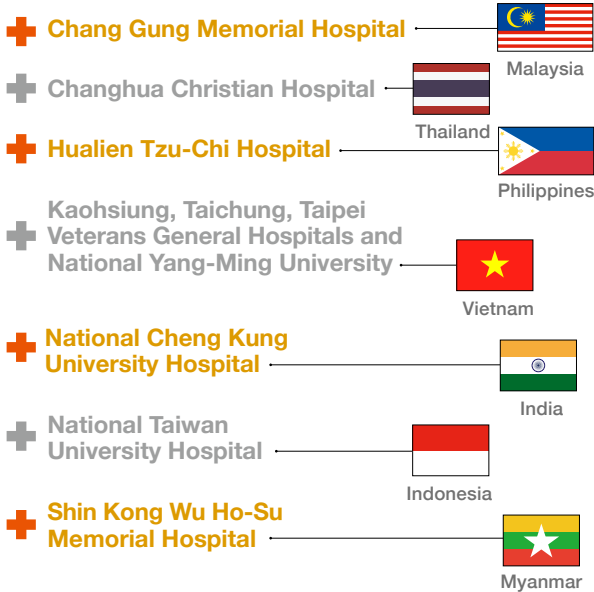 Chang Gung Memorial Hospital
Malaysia
Changhua Christian Hospital
Thailand
Hualien Tzu-Chi Hospital
Philippines
Kaohsiung, Taichung, Taipei
Veterans General Hospitals and
National Yang-Ming University
Vietnam
National Cheng Kung
University Hospital
India
National Taiwan
University Hospital
Indonesia
Shin Kong Wu Ho-Su
Memorial Hospital
Myanmar